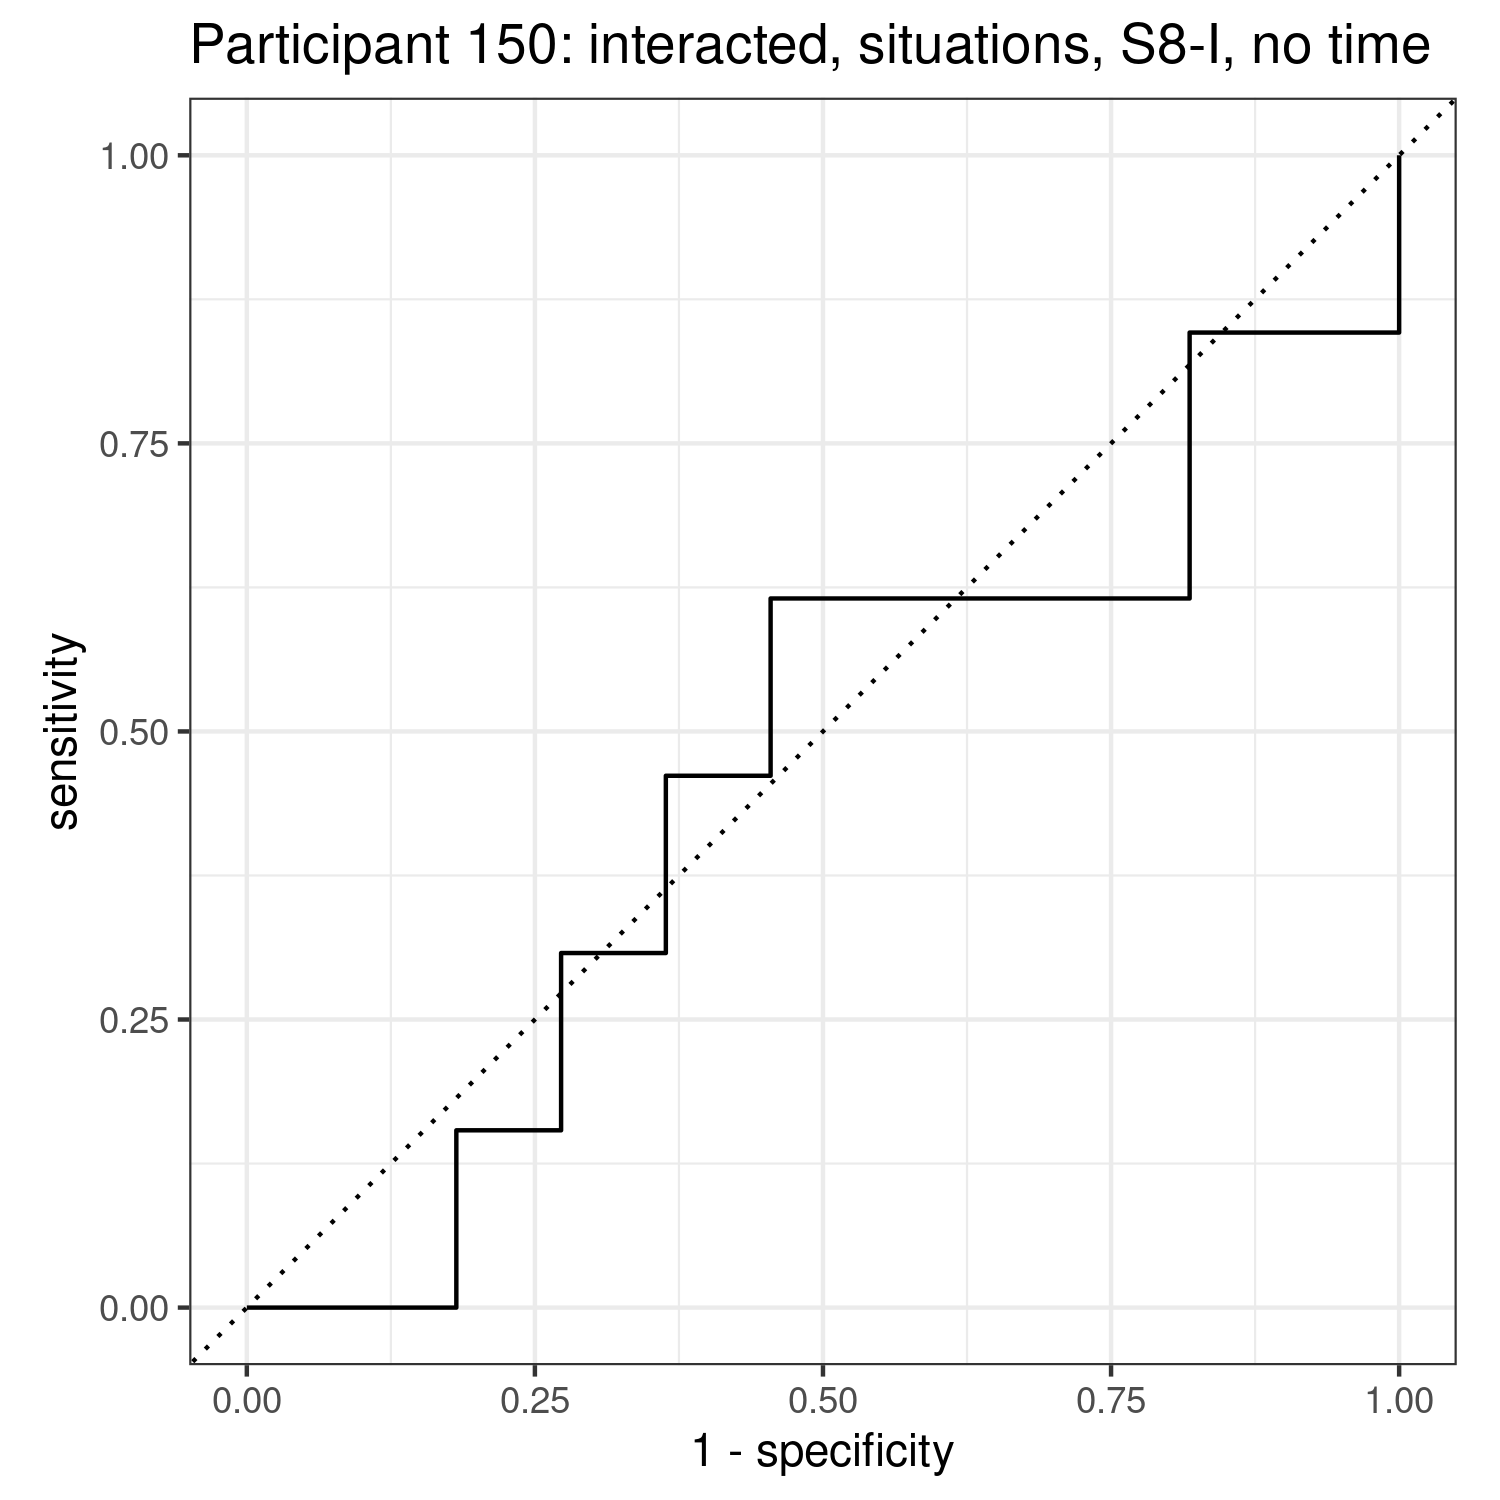 Participant 150: interacted, situations, S8-I, no time
sensitivity
1.00
0.75
0.50
0.25
0.00
0.00 0.25 0.50 0.75 1.00
1 - specificity